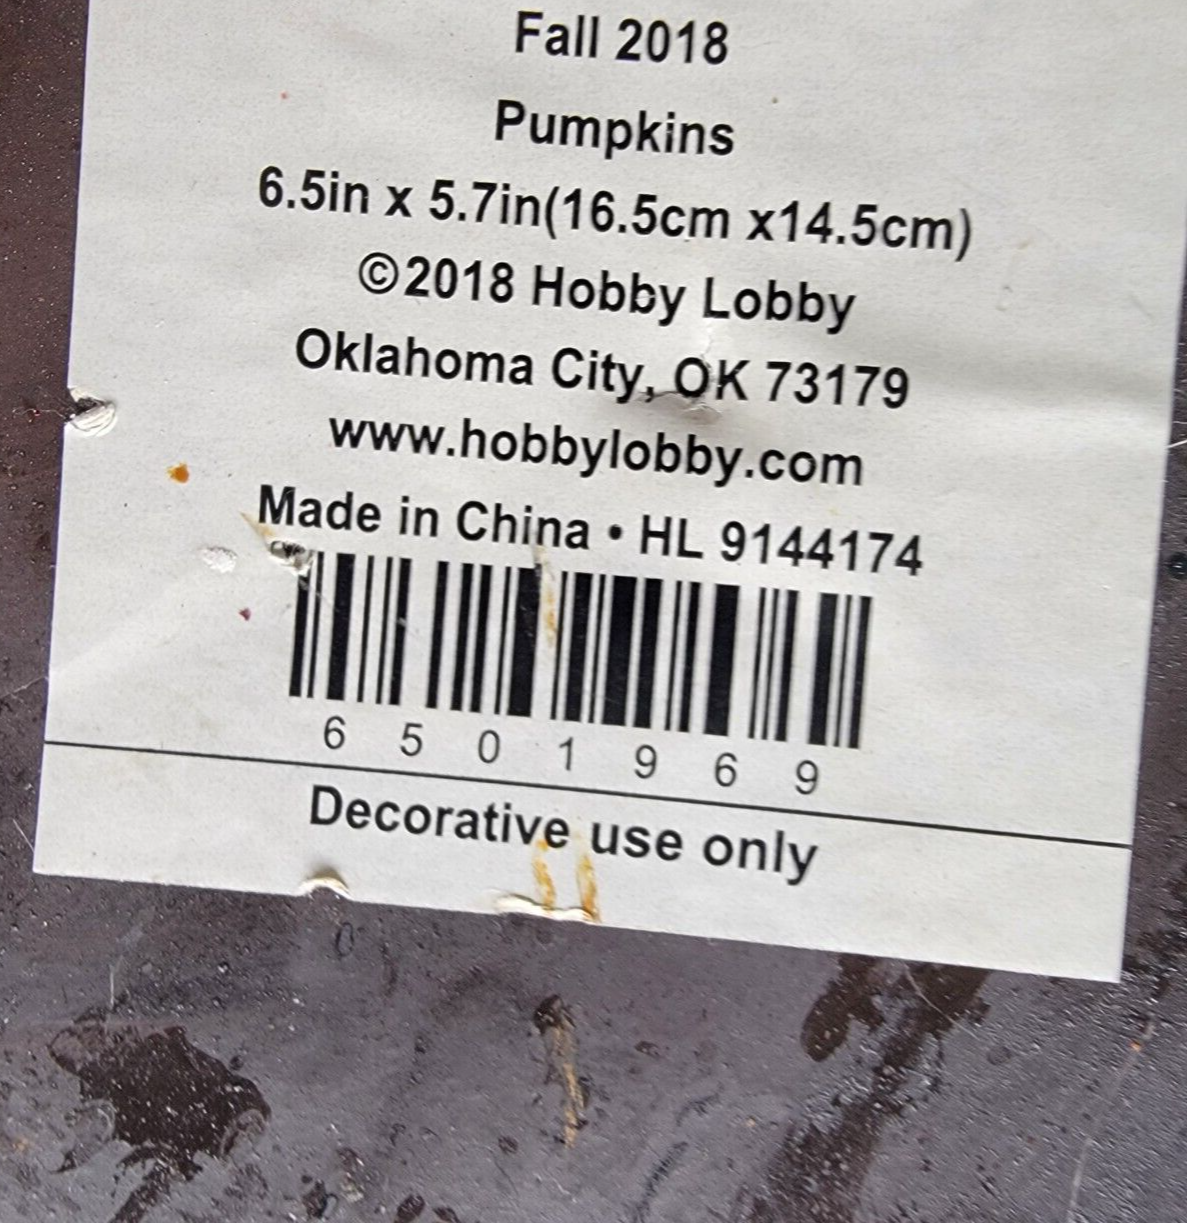 Fall 2018
Pumpkins
6.5in x 5.7in(16.5cm x14.5cm)
©2018 Hobby Lobby
Oklahoma City, OK 73179
www.hobbylobby.com
Made in China • HL 9144174
6 5 0 1 9 6 9
Decorative use only